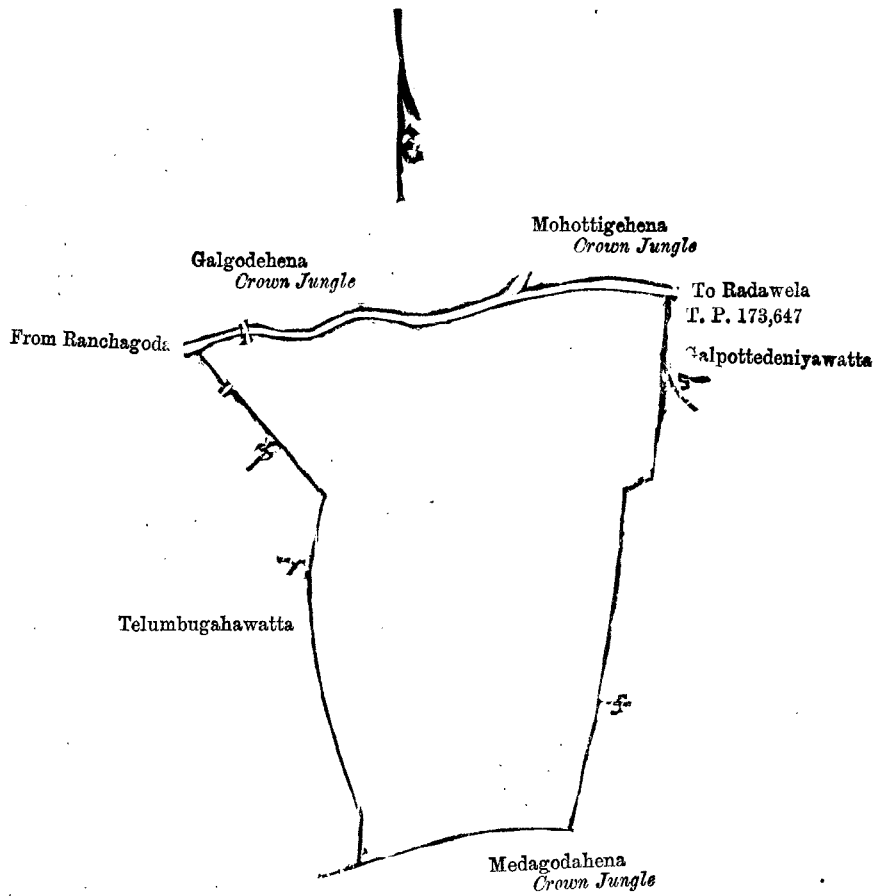 Mohottigehena
Crown Jungle
Galgodehena
Crown Jungle
To Radawela
T. P. 173,647
From Ranchagoda
Galpottedeniyawatta
Telumbugahawatta
Medagodahena
Crown Jungle